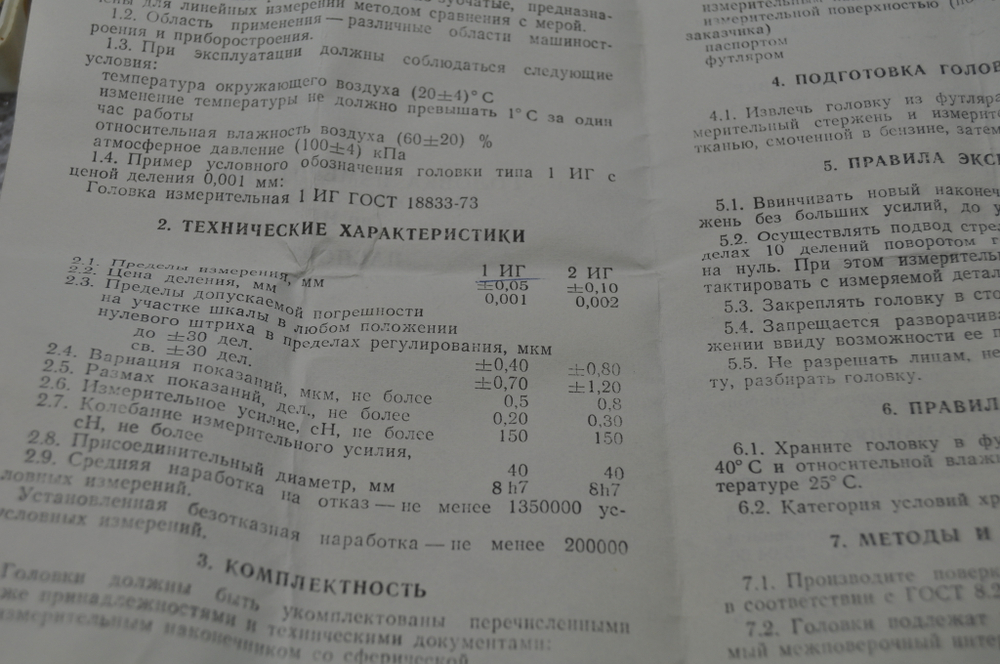 зубчатые, предназна-
чены для линейных измерений методом сравнения с мерой.
1.2. Область применения — различные области машиност-
роения и приборостроения.
1.3. При эксплуатации должны соблюдаться следующие
условия:
температура окружающего воздуха (20±4)° С
изменение температуры не должно превышать 1° С за один
час работы
относительная влажность воздуха (60±20) %
атмосферное давление (100±4) кПа
1.4. Пример условного обозначения головки типа 1 ИГ с
ценой деления 0,001 мм:
Головка измерительная 1 ИГ ГОСТ 18833-73
2. ТЕХНИЧЕСКИЕ ХАРАКТЕРИСТИКИ
1 ИГ 2 ИГ
2.1. Пределы измерения, мм ±0,05 ±0,10
2.2. Цена деления, мм 0,001 0,002
2.3. Пределы допускаемой погрешности
на участке шкалы в любом положении
нулевого штриха в пределах регулирования, мкм
до ±30 дел. ±0,40 ±0,80
св. ±30 дел. ±0,70 ±1,20
2.4. Вариация показаний, мкм, не более 0,5 0,8
2.5. Размах показаний, дел., не более 0,20 0,30
2.6. Измерительное усилие, сН, не более 150 150
2.7. Колебание измерительного усилия,
сН, не более 40 40
2.8. Присоединительный диаметр, мм 8 h7 8h7
2.9. Средняя наработка на отказ — не менее 1350000 ус-
ловных измерений.
Установленная безотказная наработка — не менее 200000
условных измерений.
3. КОМПЛЕКТНОСТЬ
Головки должны быть укомплектованы перечисленными
же принадлежностями и техническими документами:
измерительным наконечником со сферической
измерительным
измерительной поверхностью (по
заказчика)
паспортом
футляром
4. ПОДГОТОВКА ГОЛОВ
4.1. Извлечь головку из футляра
мерительный стержень и измерите
тканью, смоченной в бензине, затем
5. ПРАВИЛА ЭКС
5.1. Ввинчивать новый наконеч
жень без больших усилий, до у
5.2. Осуществлять подвод стре
делах 10 делений поворотом г
на нуль. При этом измеритель
тактировать с измеряемой детал
5.3. Закреплять головку в сто
5.4. Запрещается разворачива
жении ввиду возможности ее п
5.5. Не разрешать лицам, не
ту, разбирать головку.
6. ПРАВИЛ
6.1. Храните головку в фу
40° С и относительной влажн
тературе 25° С.
6.2. Категория условий хр
7. МЕТОДЫ И
7.1. Производите поверк
в соответствии с ГОСТ 8.2
7.2. Головки подлежат
мый межповерочный инте